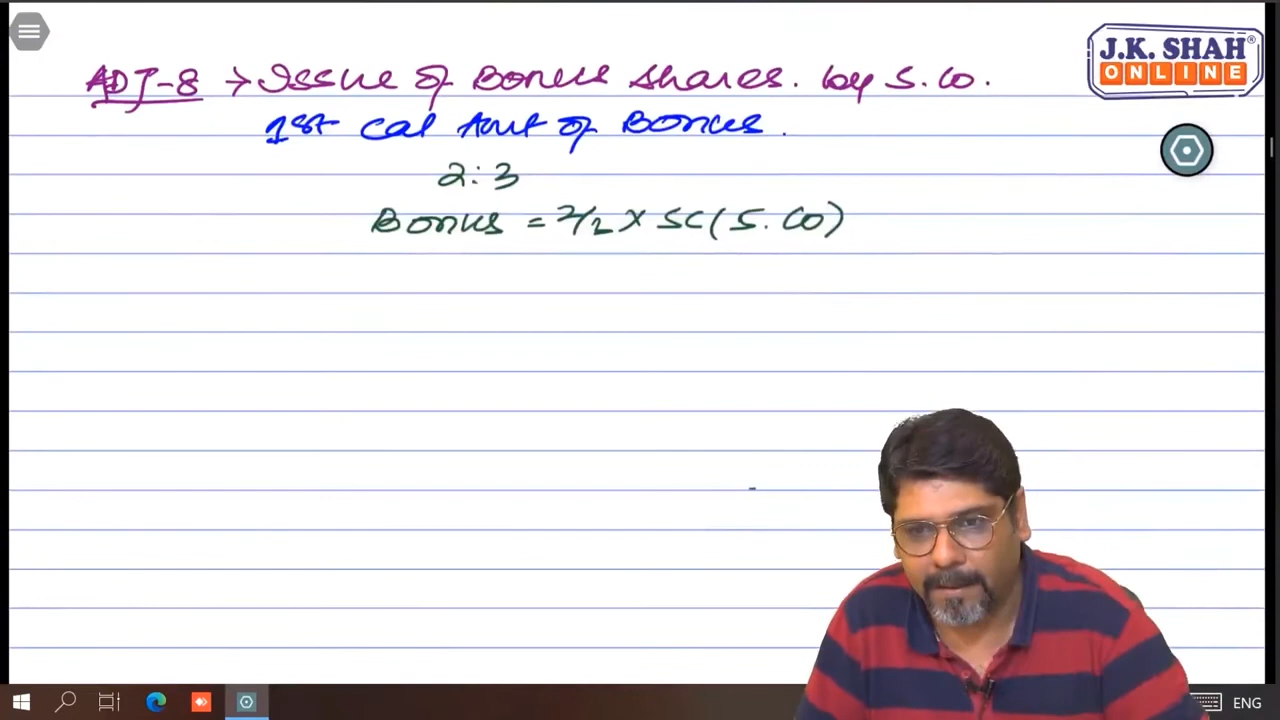 J.K. SHAH®
ONLINE
ADJ-8 → Issue of Bonus shares. by S.Co.
1st Cal Amt of Bonus.
2:3
Bonus = 2/2 x SC (S.Co)
ENG